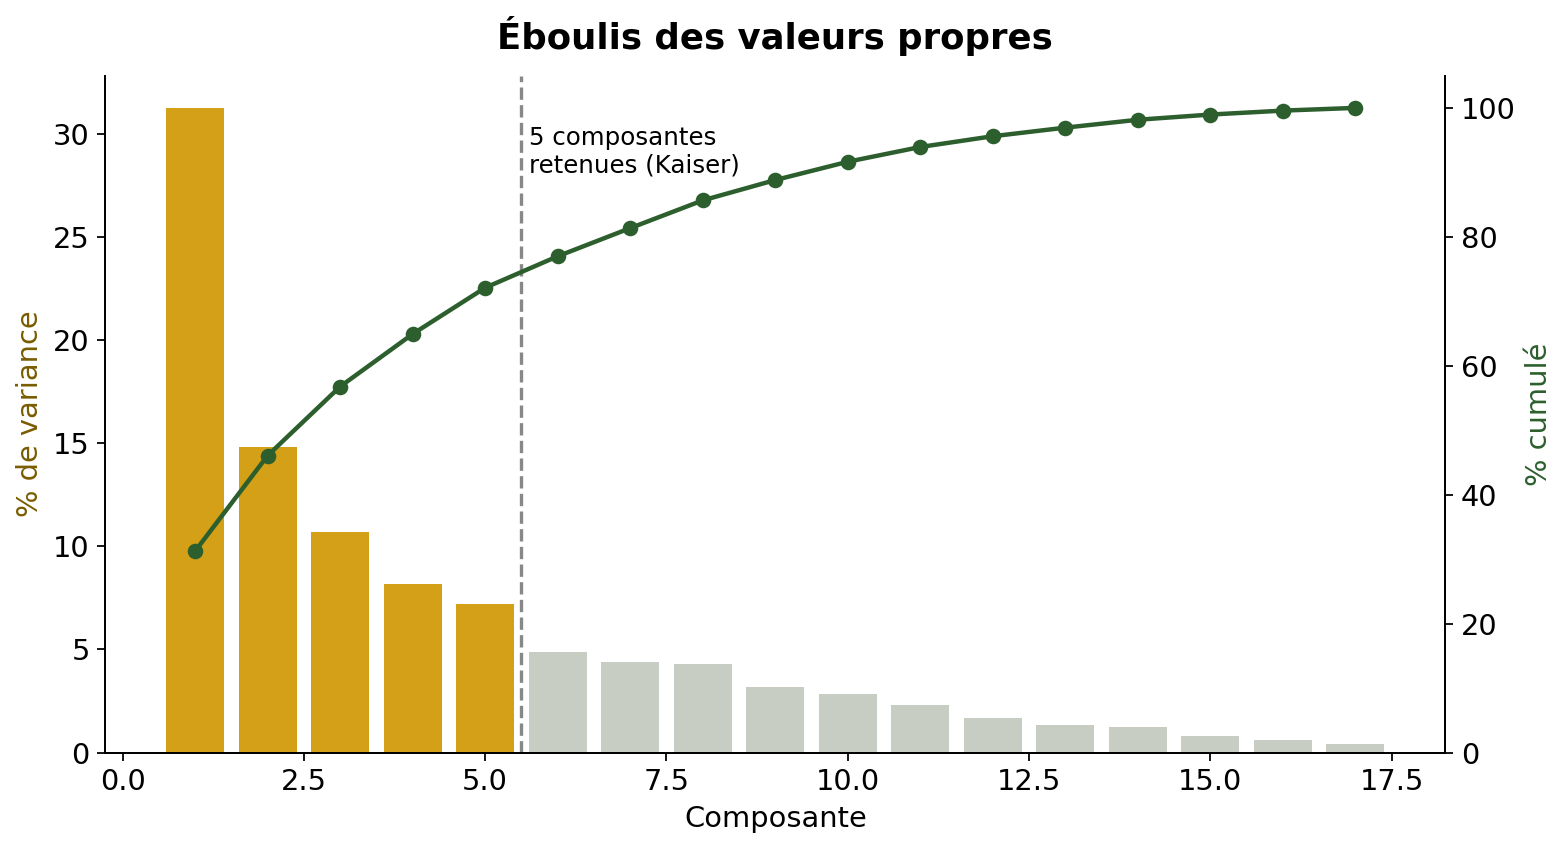 Éboulis des valeurs propres
5 composantes
retenues (Kaiser)
% de variance
30
25
20
15
10
5
0
% cumulé
100
80
60
40
20
0
0.0 2.5 5.0 7.5 10.0 12.5 15.0 17.5
Composante